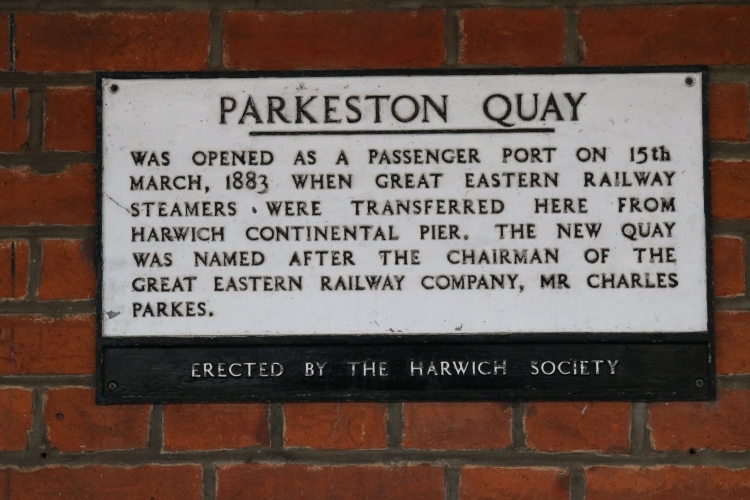 PARKESTON QUAY
WAS OPENED AS A PASSENGER PORT ON 15th
MARCH, 1883 WHEN GREAT EASTERN RAILWAY
STEAMERS WERE TRANSFERRED HERE FROM
HARWICH CONTINENTAL PIER. THE NEW QUAY
WAS NAMED AFTER THE CHAIRMAN OF THE
GREAT EASTERN RAILWAY COMPANY, MR CHARLES
PARKES.
ERECTED BY THE HARWICH SOCIETY